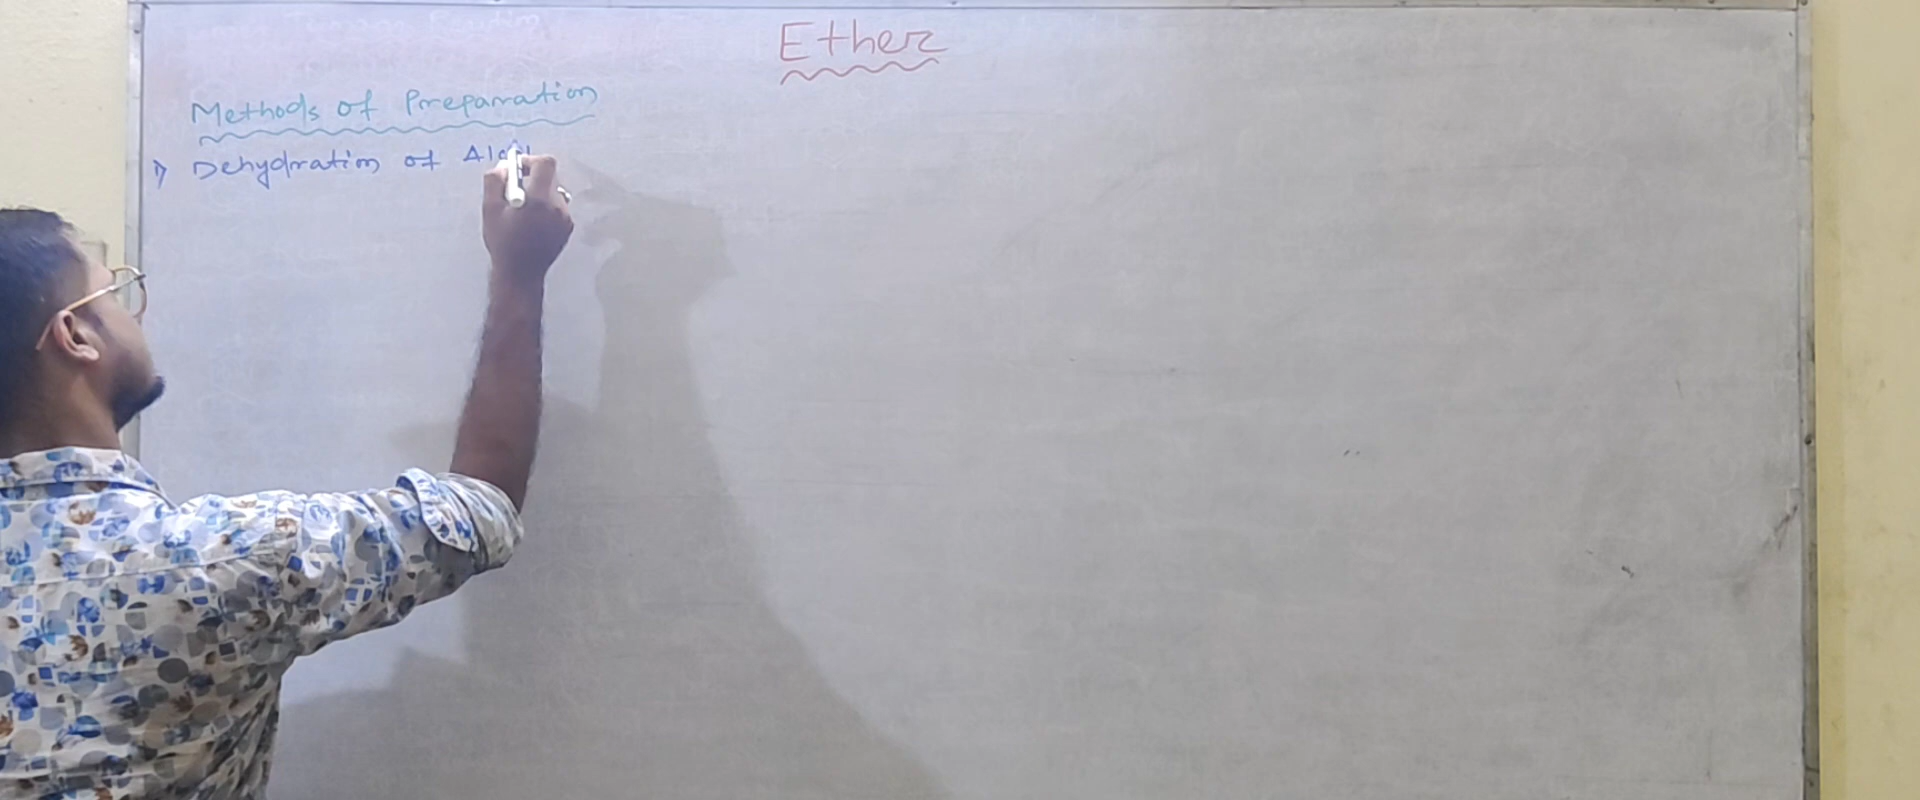 Ether
Methods of Preparation
1) Dehydration of